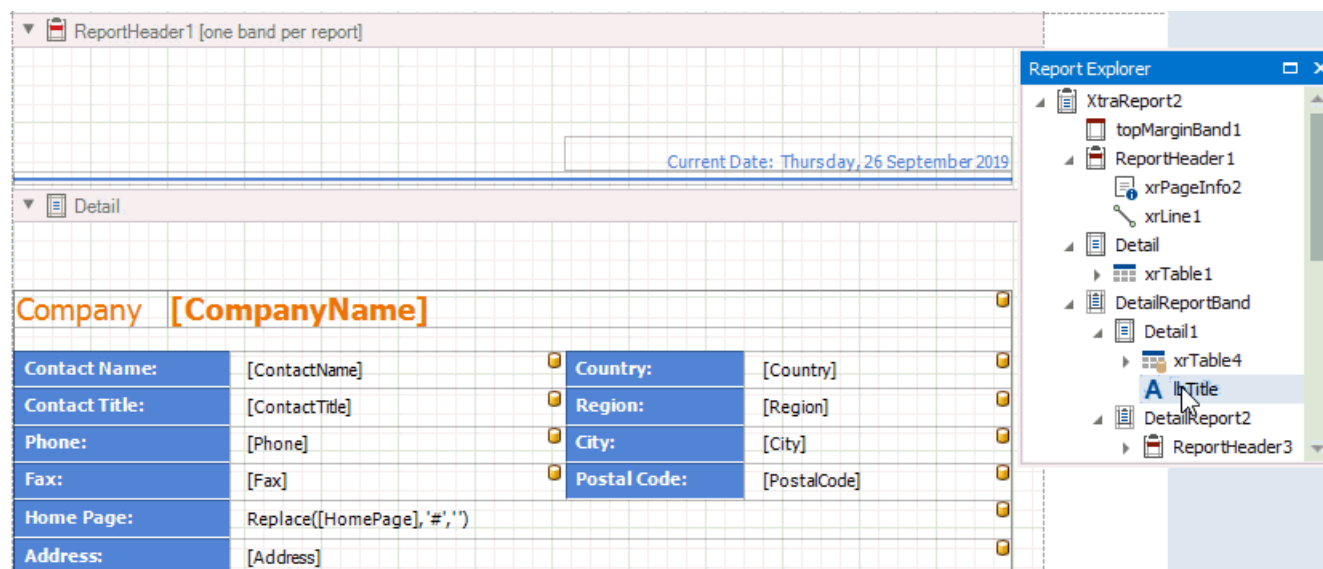 ReportHeader1 [one band per report]
Current Date: Thursday, 26 September 2019
Detail
Company [CompanyName]
Contact Name: [ContactName] Country: [Country]
Contact Title: [ContactTitle] Region: [Region]
Phone: [Phone] City: [City]
Fax: [Fax] Postal Code: [PostalCode]
Home Page: Replace([HomePage],'#','')
Address: [Address]
Report Explorer
XtraReport2
topMarginBand1
ReportHeader1
xrPageInfo2
xrLine1
Detail
xrTable1
DetailReportBand
Detail1
xrTable4
A lbTitle
DetailReport2
ReportHeader3